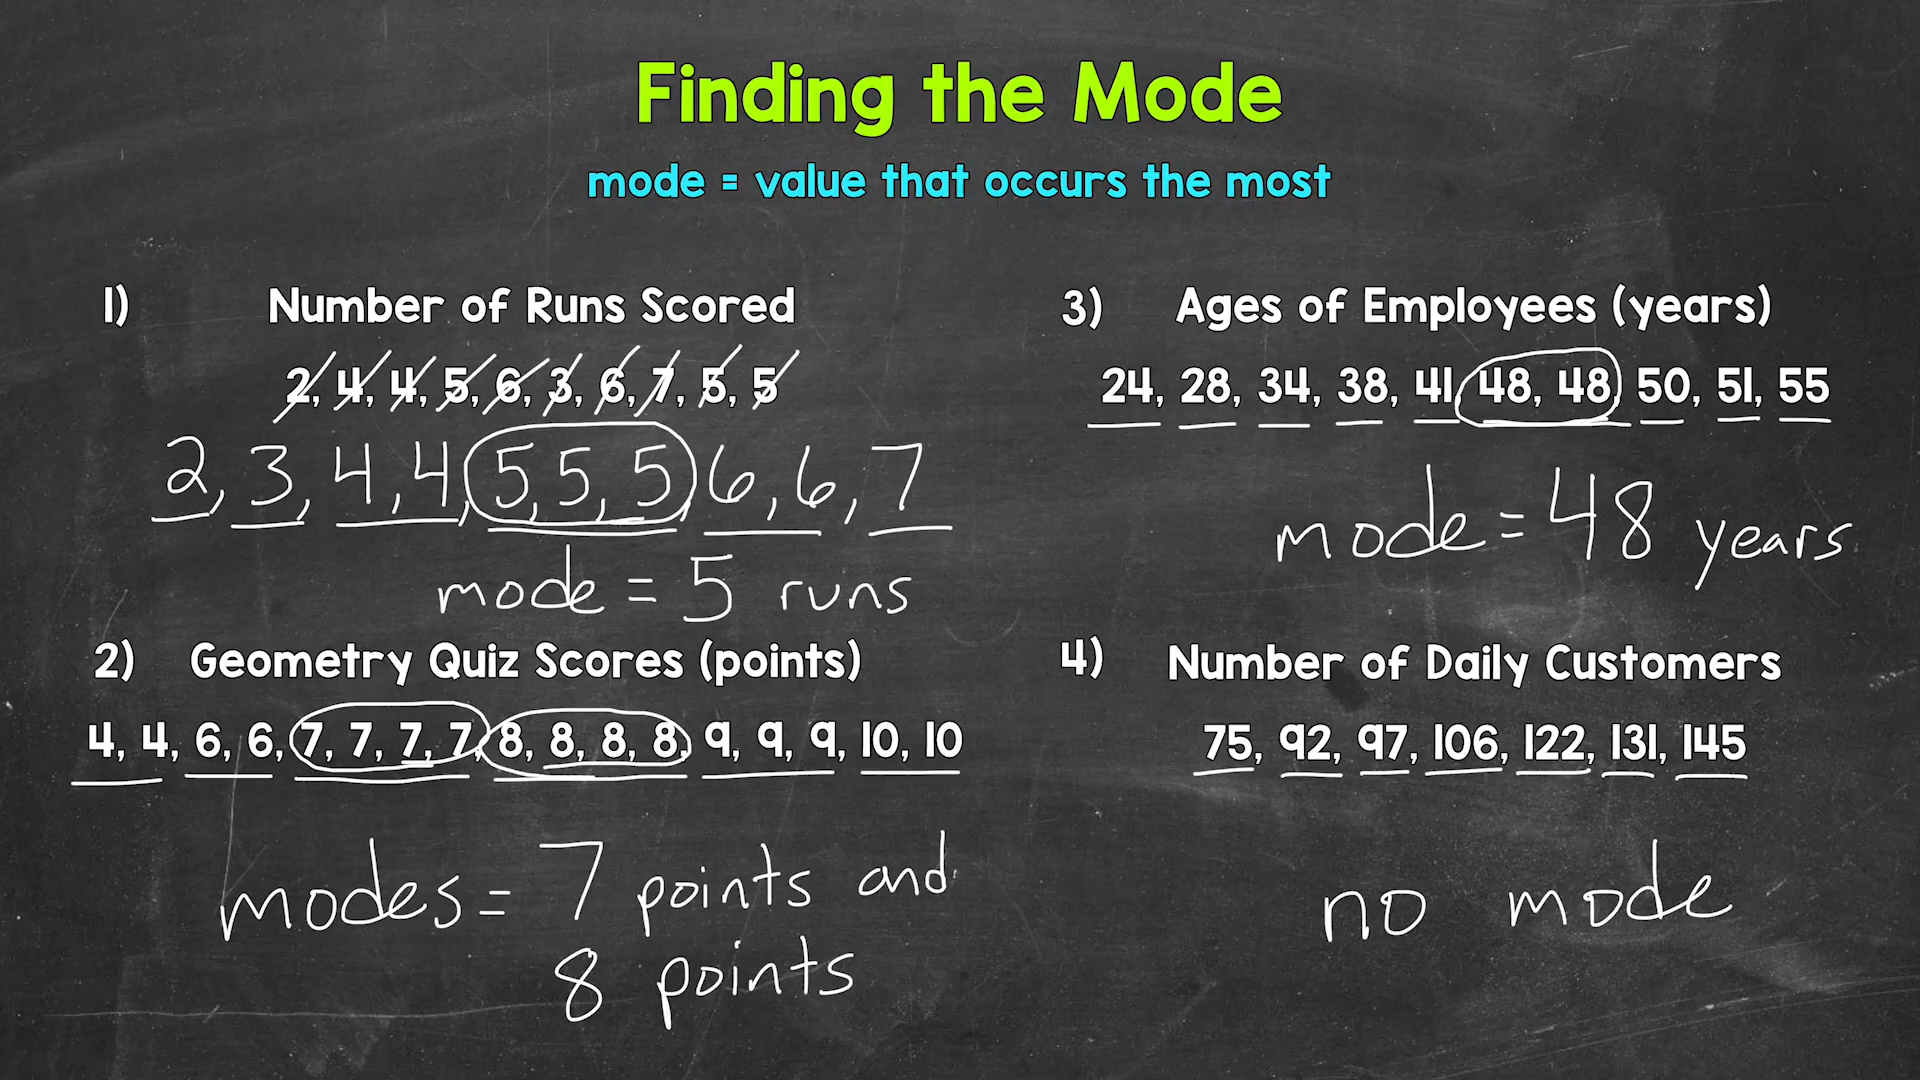 Finding the Mode
mode = value that occurs the most
1) Number of Runs Scored
2, 4, 4, 5, 6, 3, 6, 7, 5, 5
2, 3, 4, 4, 5, 5, 5, 6, 6, 7
mode = 5 runs
2) Geometry Quiz Scores (points)
4, 4, 6, 6, 7, 7, 7, 7, 8, 8, 8, 8, 9, 9, 9, 10, 10
modes = 7 points and
8 points
3) Ages of Employees (years)
24, 28, 34, 38, 41, 48, 48, 50, 51, 55
mode = 48 years
4) Number of Daily Customers
75, 92, 97, 106, 122, 131, 145
no mode